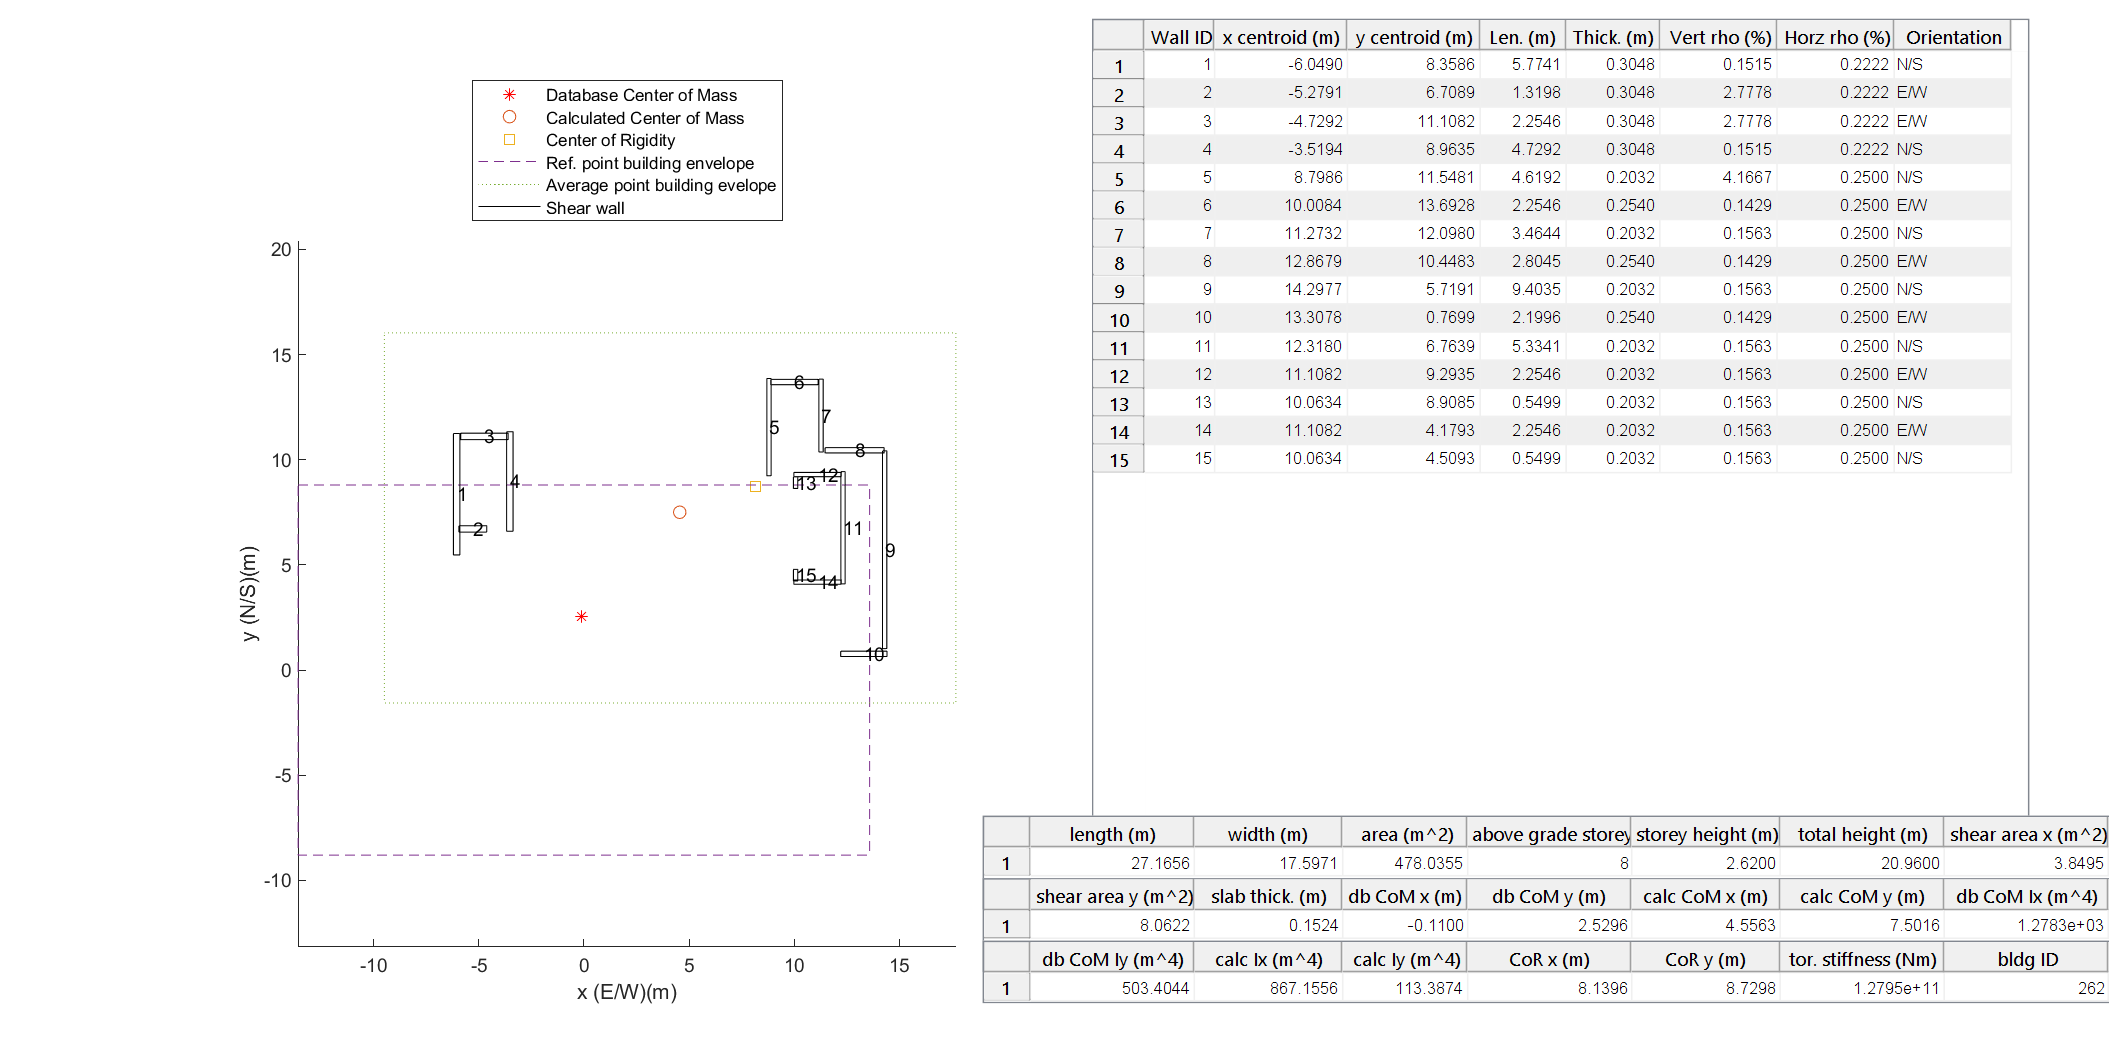 Database Center of Mass
Calculated Center of Mass
Center of Rigidity
Ref. point building envelope
Average point building evelope
Shear wall
20
15
10
5
0
-5
-10
y (N/S)(m)
-10 -5 0 5 10 15
x (E/W)(m)
1
2
3
4
5
6
7
8
9
10
11
12
13
14
15
Wall ID x centroid (m) y centroid (m) Len. (m) Thick. (m) Vert rho (%) Horz rho (%) Orientation
1 1 -6.0490 8.3586 5.7741 0.3048 0.1515 0.2222 N/S
2 2 -5.2791 6.7089 1.3198 0.3048 2.7778 0.2222 E/W
3 3 -4.7292 11.1082 2.2546 0.3048 2.7778 0.2222 E/W
4 4 -3.5194 8.9635 4.7292 0.3048 0.1515 0.2222 N/S
5 5 8.7986 11.5481 4.6192 0.2032 4.1667 0.2500 N/S
6 6 10.0084 13.6928 2.2546 0.2540 0.1429 0.2500 E/W
7 7 11.2732 12.0980 3.4644 0.2032 0.1563 0.2500 N/S
8 8 12.8679 10.4483 2.8045 0.2540 0.1429 0.2500 E/W
9 9 14.2977 5.7191 9.4035 0.2032 0.1563 0.2500 N/S
10 10 13.3078 0.7699 2.1996 0.2540 0.1429 0.2500 E/W
11 11 12.3180 6.7639 5.3341 0.2032 0.1563 0.2500 N/S
12 12 11.1082 9.2935 2.2546 0.2032 0.1563 0.2500 E/W
13 13 10.0634 8.9085 0.5499 0.2032 0.1563 0.2500 N/S
14 14 11.1082 4.1793 2.2546 0.2032 0.1563 0.2500 E/W
15 15 10.0634 4.5093 0.5499 0.2032 0.1563 0.2500 N/S
length (m) width (m) area (m^2) above grade storey storey height (m) total height (m) shear area x (m^2)
1 27.1656 17.5971 478.0355 8 2.6200 20.9600 3.8495
shear area y (m^2) slab thick. (m) db CoM x (m) db CoM y (m) calc CoM x (m) calc CoM y (m) db CoM Ix (m^4)
1 8.0622 0.1524 -0.1100 2.5296 4.5563 7.5016 1.2783e+03
db CoM Iy (m^4) calc Ix (m^4) calc Iy (m^4) CoR x (m) CoR y (m) tor. stiffness (Nm) bldg ID
1 503.4044 867.1556 113.3874 8.1396 8.7298 1.2795e+11 262